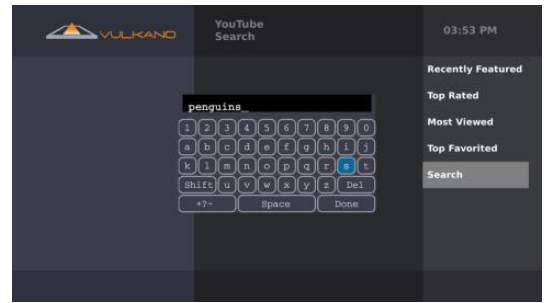 VULKANO
YouTube
Search
03:53 PM
penguins_
1 2 3 4 5 6 7 8 9 0
a b c d e f g h i j
k l m n o p q r s t
Shift u v w x y z Del
+?~ Space Done
Recently Featured
Top Rated
Most Viewed
Top Favorited
Search